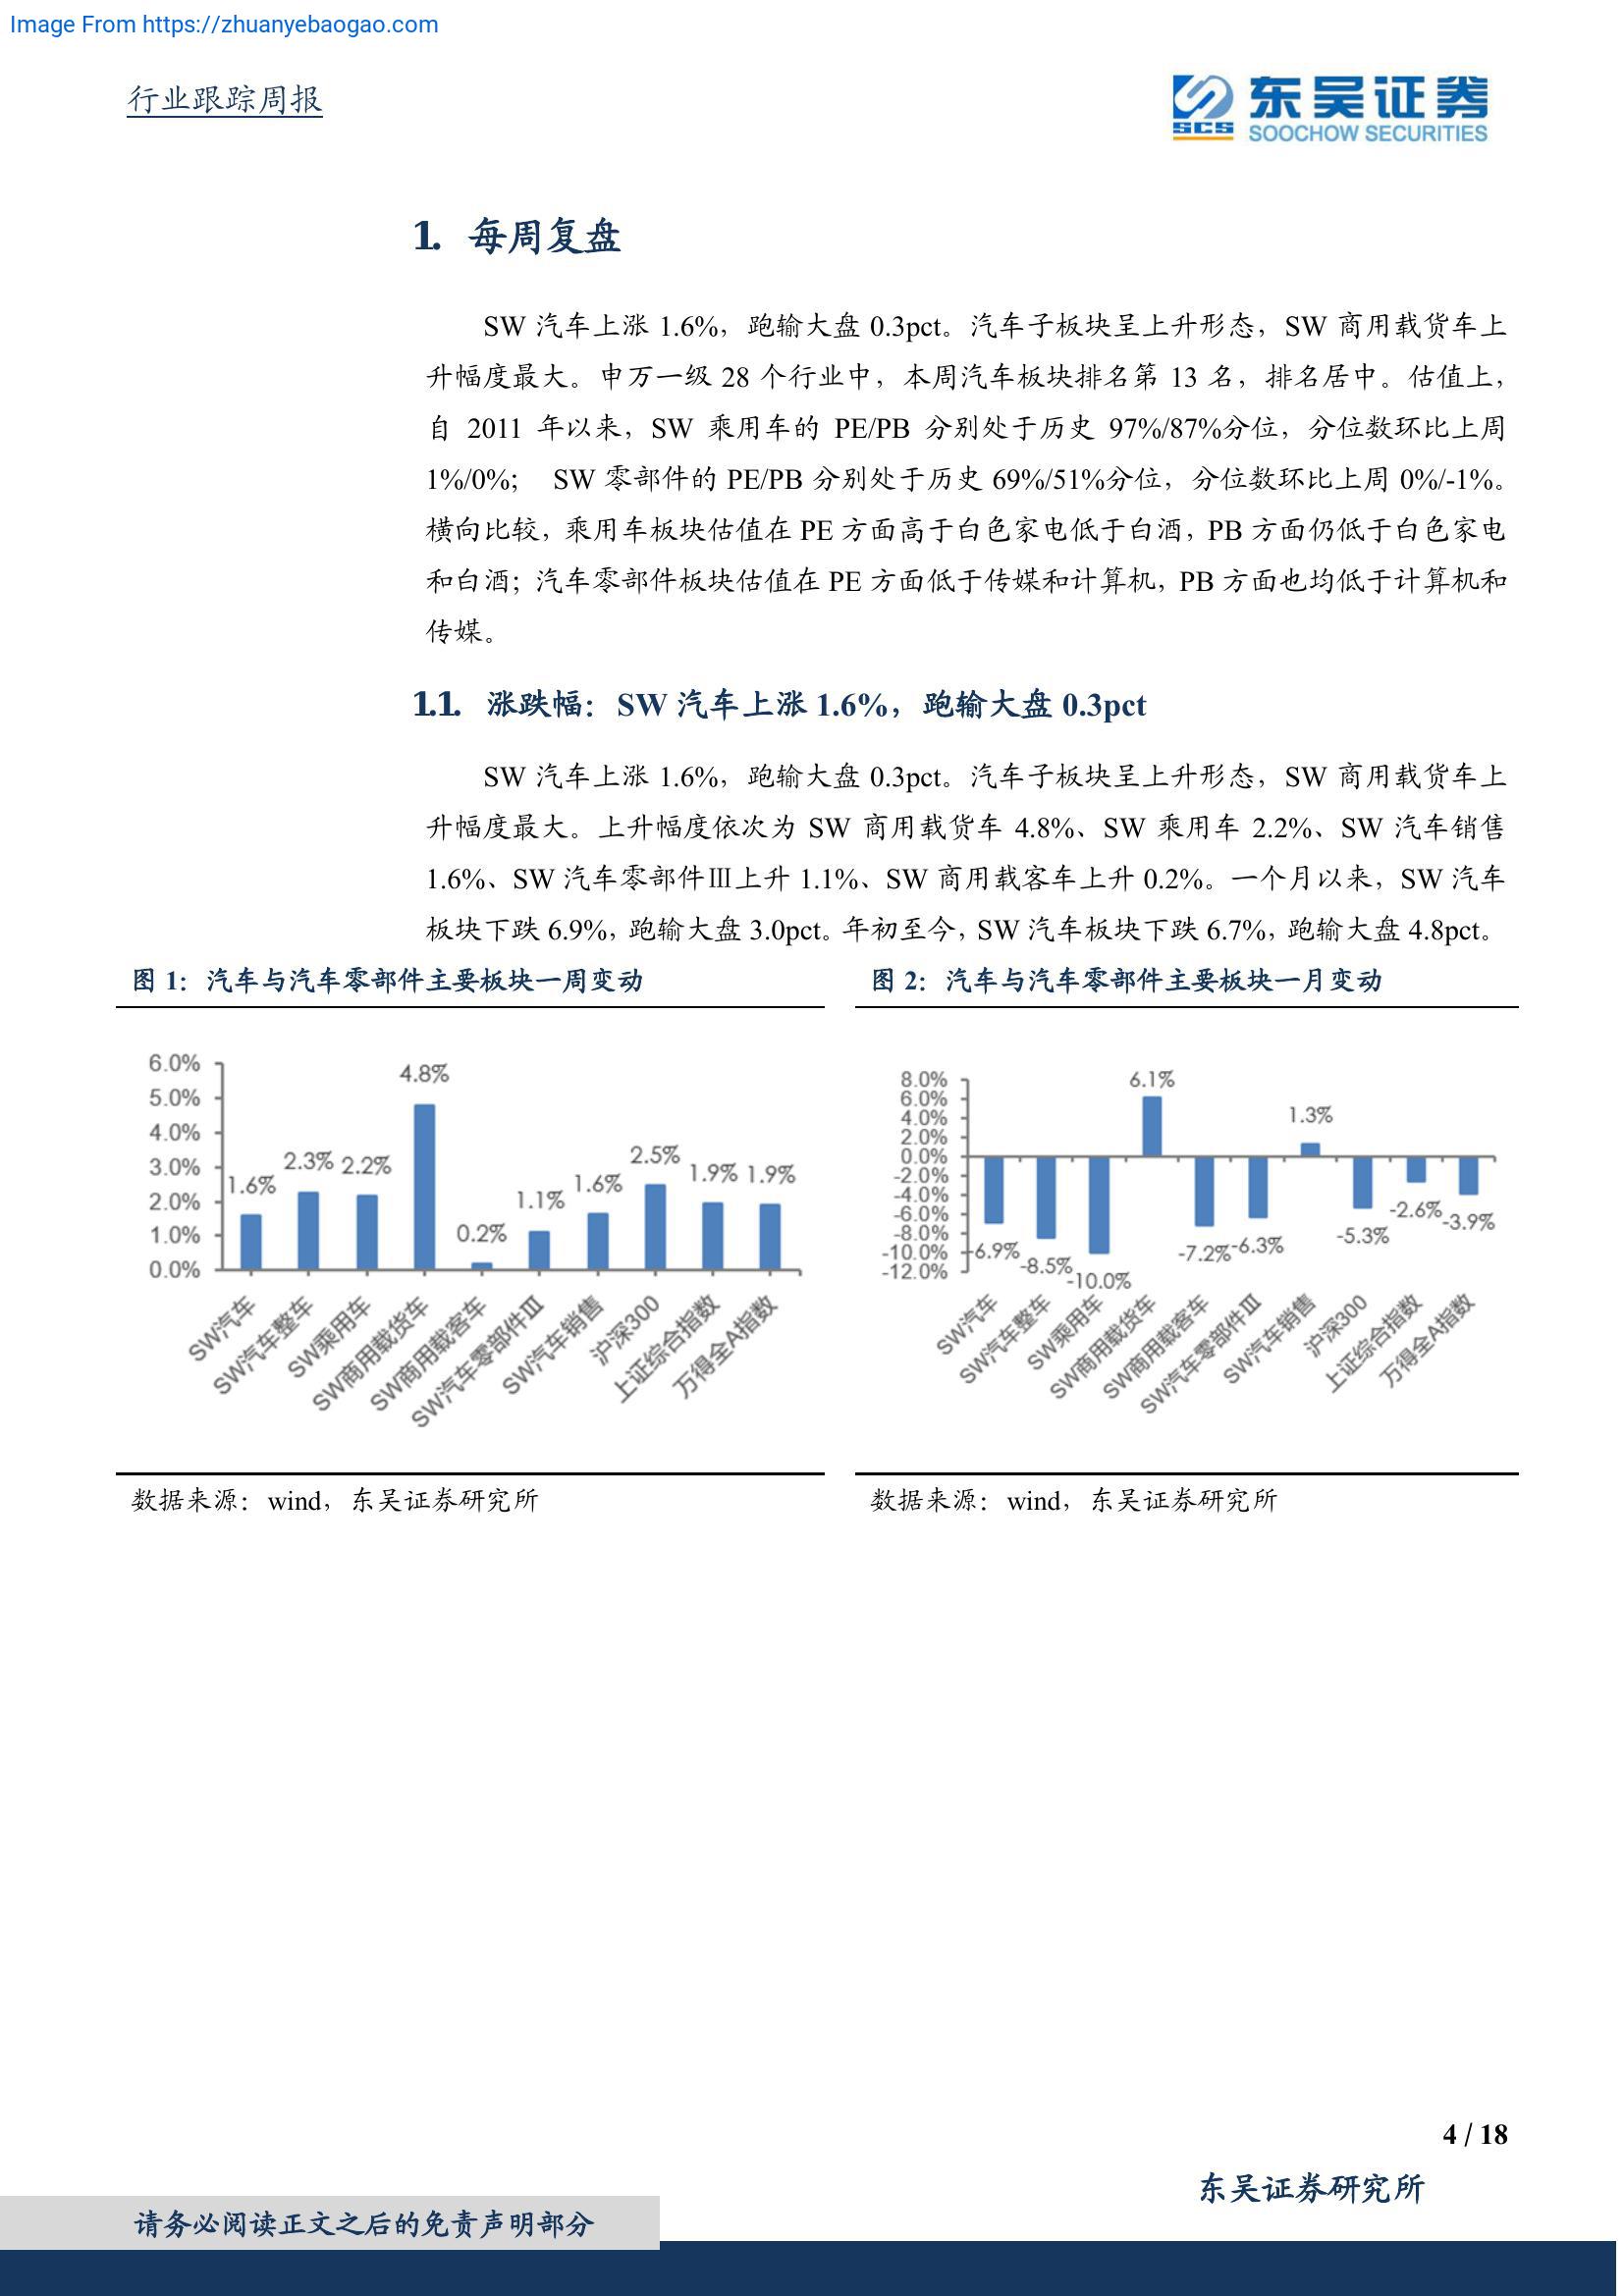 Image From https://zhuanyebaogao.com
行业跟踪周报
SCS 东吴证券
SOOCHOW SECURITIES
1. 每周复盘
SW 汽车上涨 1.6%，跑输大盘 0.3pct。汽车子板块呈上升形态，SW 商用载货车上
升幅度最大。申万一级 28 个行业中，本周汽车板块排名第 13 名，排名居中。估值上，
自 2011 年以来，SW 乘用车的 PE/PB 分别处于历史 97%/87%分位，分位数环比上周
1%/0%； SW 零部件的 PE/PB 分别处于历史 69%/51%分位，分位数环比上周 0%/-1%。
横向比较，乘用车板块估值在 PE 方面高于白色家电低于白酒，PB 方面仍低于白色家电
和白酒；汽车零部件板块估值在 PE 方面低于传媒和计算机，PB 方面也均低于计算机和
传媒。
1.1. 涨跌幅：SW 汽车上涨 1.6%，跑输大盘 0.3pct
SW 汽车上涨 1.6%，跑输大盘 0.3pct。汽车子板块呈上升形态，SW 商用载货车上
升幅度最大。上升幅度依次为 SW 商用载货车 4.8%、SW 乘用车 2.2%、SW 汽车销售
1.6%、SW 汽车零部件Ⅲ上升 1.1%、SW 商用载客车上升 0.2%。一个月以来，SW 汽车
板块下跌 6.9%，跑输大盘 3.0pct。年初至今，SW 汽车板块下跌 6.7%，跑输大盘 4.8pct。
图 1：汽车与汽车零部件主要板块一周变动
6.0%
5.0%
4.0%
3.0%
2.0%
1.0%
0.0%
1.6%
2.3%
2.2%
4.8%
0.2%
1.1%
1.6%
2.5%
1.9%
1.9%
SW汽车
SW汽车整车
SW乘用车
SW商用载货车
SW商用载客车
SW汽车零部件Ⅲ
SW汽车销售
沪深300
上证综合指数
万得全A指数
数据来源：wind，东吴证券研究所
图 2：汽车与汽车零部件主要板块一月变动
8.0%
6.0%
4.0%
2.0%
0.0%
-2.0%
-4.0%
-6.0%
-8.0%
-10.0%
-12.0%
-6.9%
-8.5%
-10.0%
6.1%
-7.2%
-6.3%
1.3%
-5.3%
-2.6%
-3.9%
SW汽车
SW汽车整车
SW乘用车
SW商用载货车
SW商用载客车
SW汽车零部件Ⅲ
SW汽车销售
沪深300
上证综合指数
万得全A指数
数据来源：wind，东吴证券研究所
4 / 18
东吴证券研究所
请务必阅读正文之后的免责声明部分